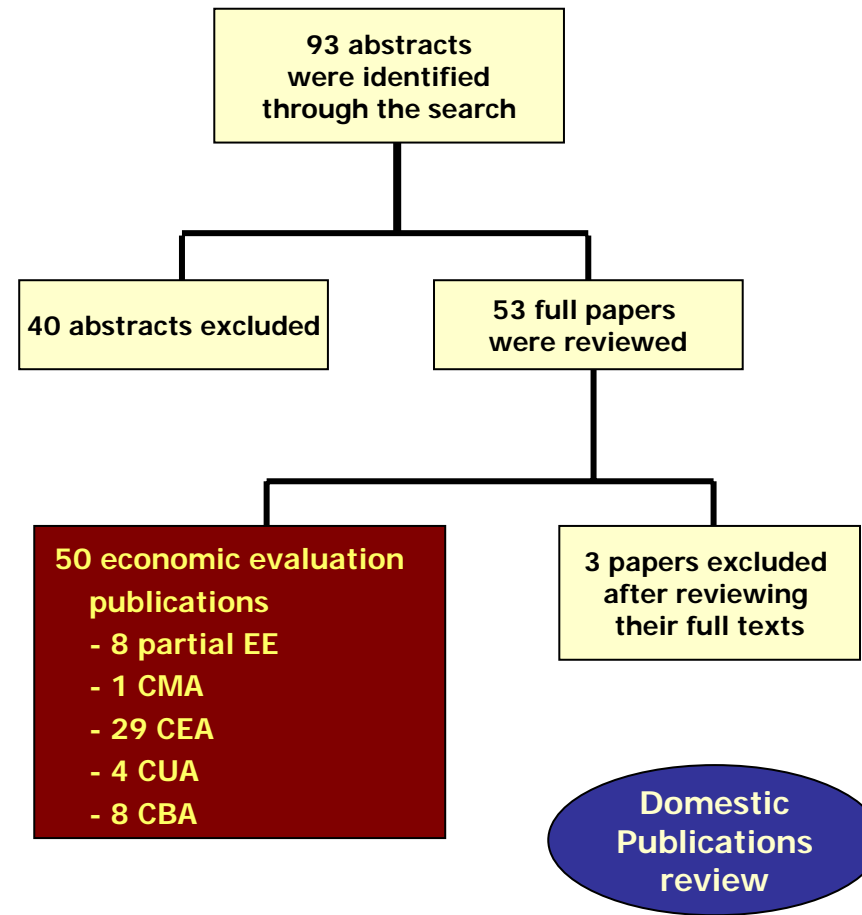 93 abstracts
were identified
through the search
40 abstracts excluded
53 full papers
were reviewed
50 economic evaluation
publications
- 8 partial EE
- 1 CMA
- 29 CEA
- 4 CUA
- 8 CBA
3 papers excluded
after reviewing
their full texts
Domestic
Publications
review